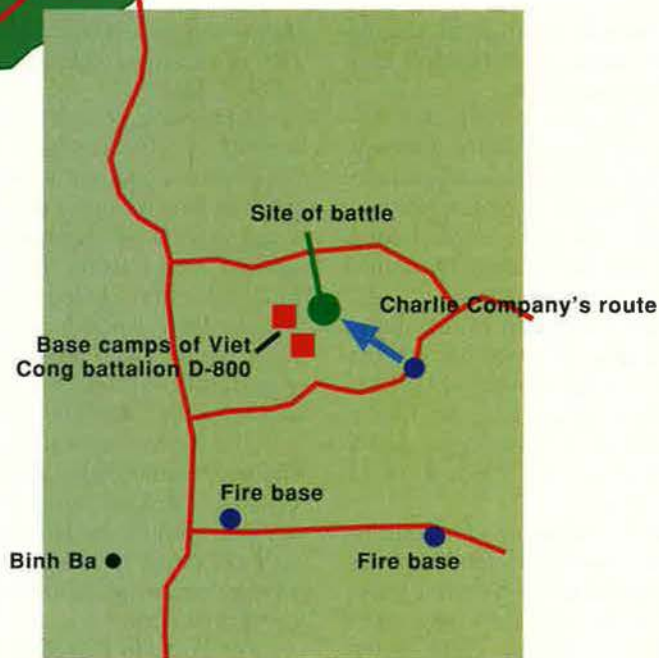 Site of battle
Charlie Company's route
Base camps of Viet
Cong battalion D-800
Fire base
Binh Ba
Fire base